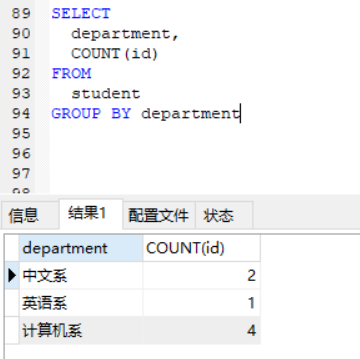 89 SELECT
90 department,
91 COUNT(id)
92 FROM
93 student
94 GROUP BY department
95
96
97
98
信息 结果1 配置文件 状态
department COUNT(id)
中文系 2
英语系 1
计算机系 4